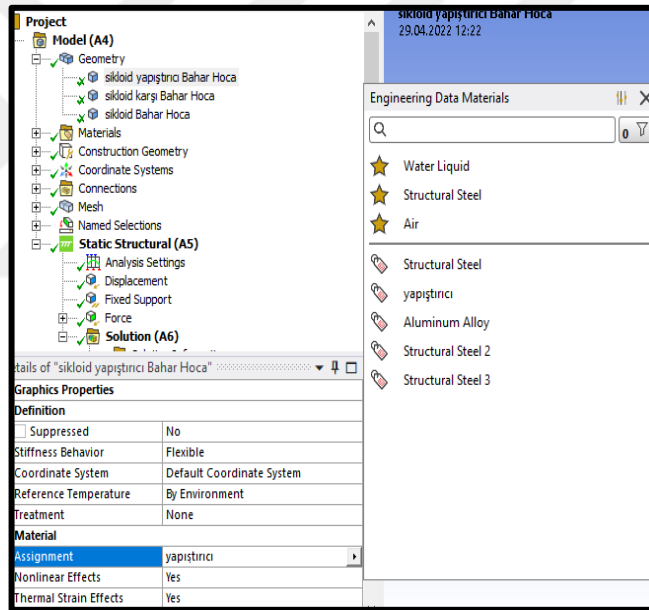 Project
Model (A4)
Geometry
sikloid yapıştırıcı Bahar Hoca
sikloid karşı Bahar Hoca
sikloid Bahar Hoca
Materials
Construction Geometry
Coordinate Systems
Connections
Mesh
Named Selections
Static Structural (A5)
Analysis Settings
Displacement
Fixed Support
Force
Solution (A6)
sikloid yapıştırıcı Bahar Hoca
29.04.2022 12:22
Engineering Data Materials
0
Water Liquid
Structural Steel
Air
Structural Steel
yapıştırıcı
Aluminum Alloy
Structural Steel 2
Structural Steel 3
tails of "sikloid yapıştırıcı Bahar Hoca"
Graphics Properties
Definition
Suppressed No
Stiffness Behavior Flexible
Coordinate System Default Coordinate System
Reference Temperature By Environment
Treatment None
Material
Assignment yapıştırıcı
Nonlinear Effects Yes
Thermal Strain Effects Yes